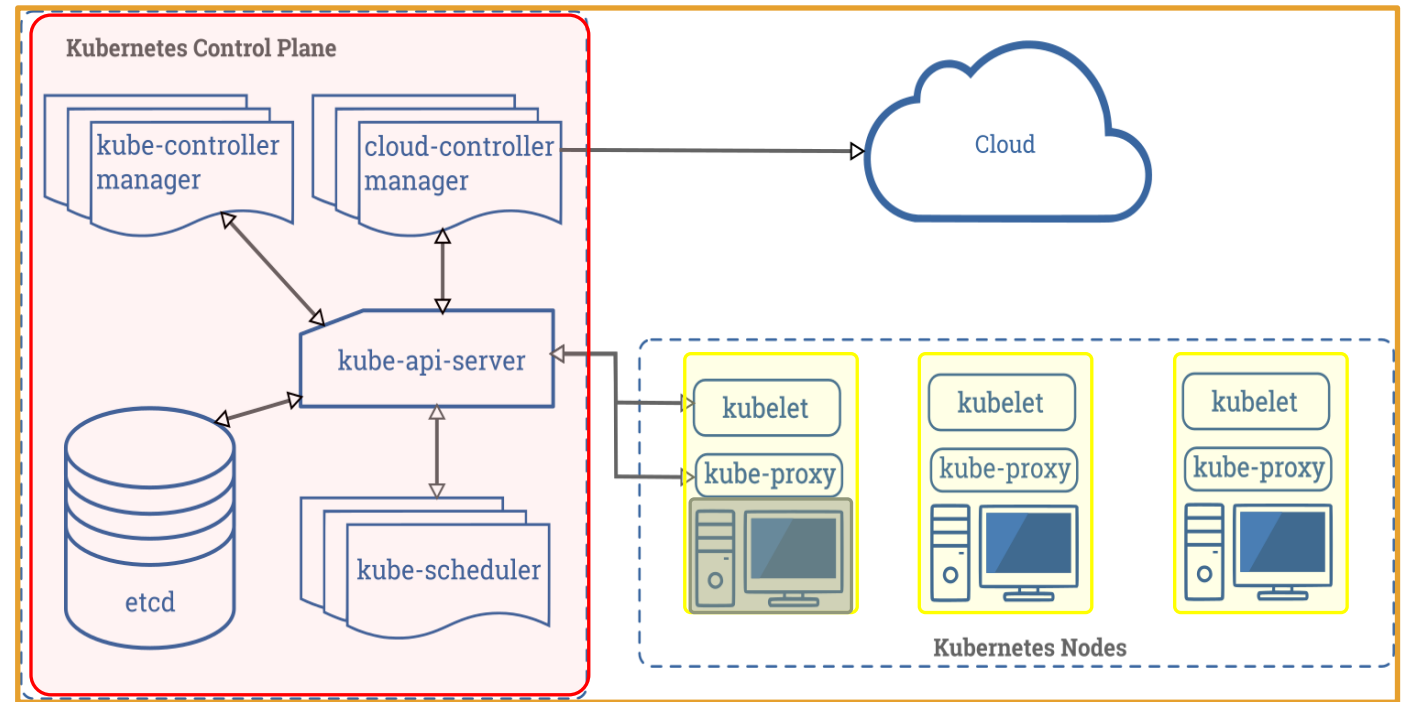 Kubernetes Control Plane
kube-controller
manager
cloud-controller
manager
Cloud
kube-api-server
etcd
kube-scheduler
kubelet
kube-proxy
kubelet
kube-proxy
kubelet
kube-proxy
Kubernetes Nodes